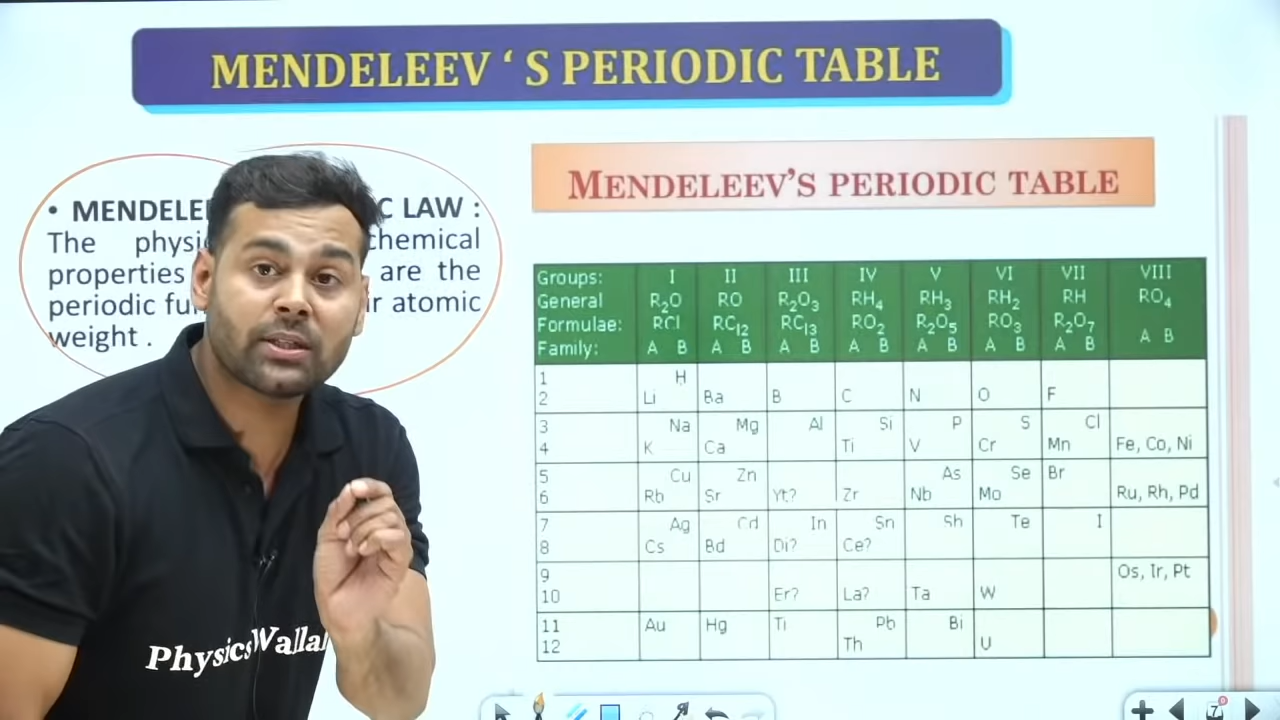 MENDELEEV ‘ S PERIODIC TABLE
• MENDELE C LAW :
The physi chemical
properties are the
periodic fu r atomic
weight .
MENDELEEV'S PERIODIC TABLE
Groups: I II III IV V VI VII VIII
General R₂O RO R₂O₃ RH₄ RH₃ RH₂ RH RO₄
Formulae: RCl RC₁₂ RC₁₃ RO₂ R₂O₅ RO₃ R₂O₇
Family: A B A B A B A B A B A B A B A B
1 H
2 Li Ba B C N O F
3 Na Mg Al Si P S Cl
4 K Ca Ti V Cr Mn Fe, Co, Ni
5 Cu Zn As Se Br
6 Rb Sr Yt? Zr Nb Mo Ru, Rh, Pd
7 Ag Cd In Sn Sh Te I
8 Cs Bd Di? Ce?
9 Os, Ir, Pt
10 Er? La? Ta W
11 Au Hg Ti Pb Bi
12 Th U
PhysicsWallah
7